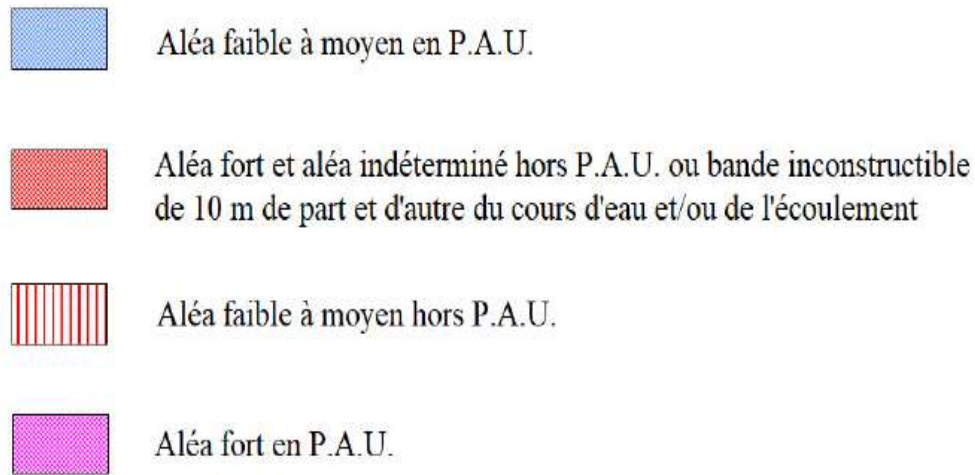 Aléa faible à moyen en P.A.U.
Aléa fort et aléa indéterminé hors P.A.U. ou bande inconstructible
de 10 m de part et d'autre du cours d'eau et/ou de l'écoulement
Aléa faible à moyen hors P.A.U.
Aléa fort en P.A.U.